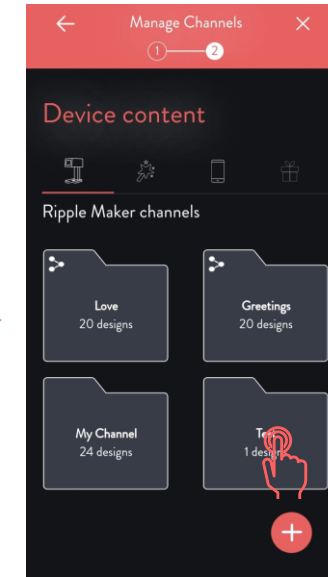 Manage Channels
1 2
Device content
Ripple Maker channels
Love
20 designs
Greetings
20 designs
My Channel
24 designs
1